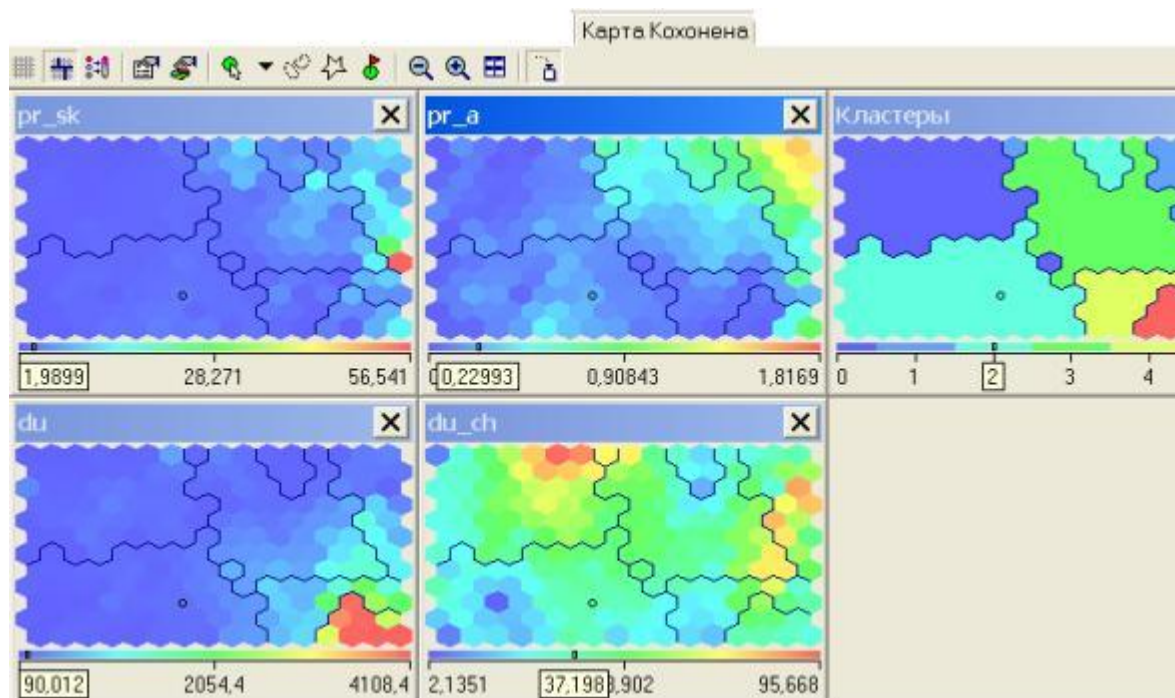 Карта Кохонена
pr_sk
pr_a
Кластеры
1,9899 28,271 56,541
0,22993 0,90843 1,8169
0 1 2 3 4
du
du_ch
90,012 2054,4 4108,4
2,1351 37,198 ,902 95,668